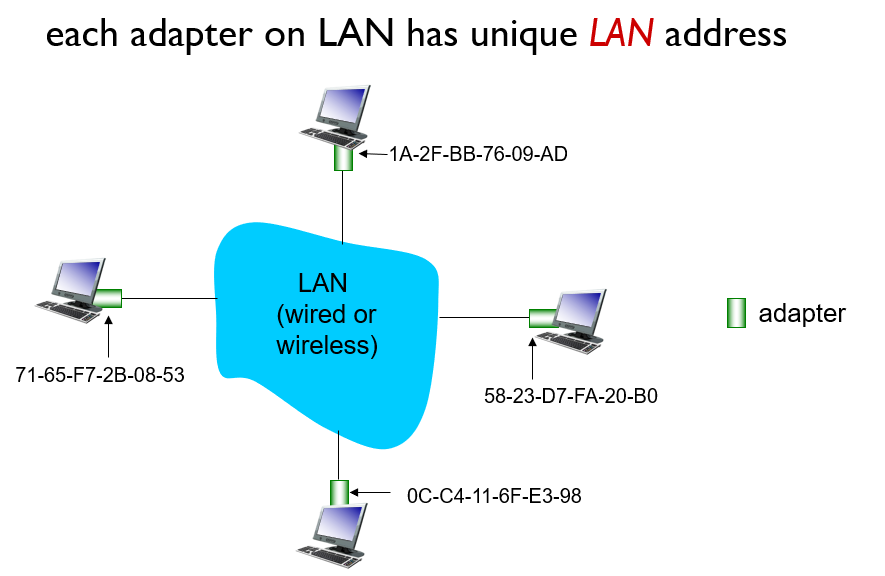 each adapter on LAN has unique LAN address
1A-2F-BB-76-09-AD
LAN
(wired or
wireless)
adapter
71-65-F7-2B-08-53
58-23-D7-FA-20-B0
0C-C4-11-6F-E3-98